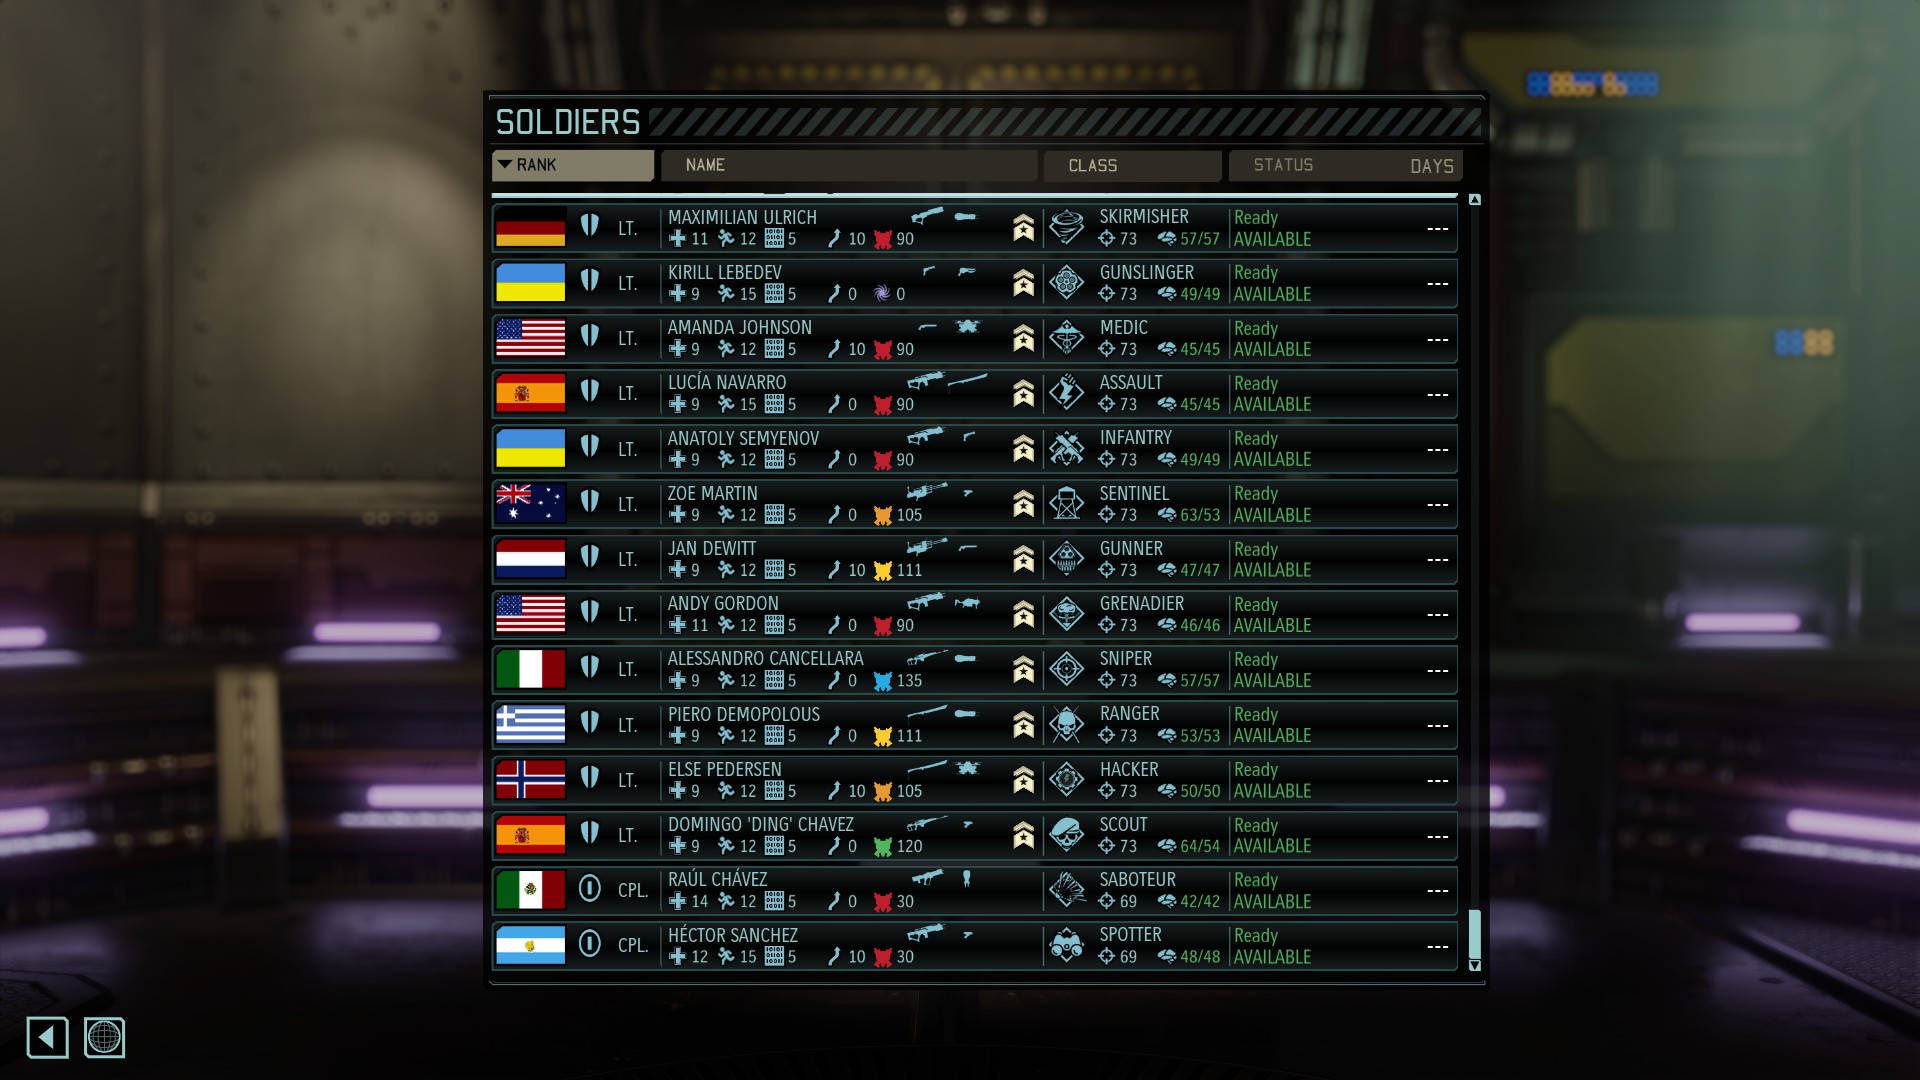 SOLDIERS
RANK NAME CLASS STATUS DAYS
LT. MAXIMILIAN ULRICH SKIRMISHER Ready
11 12 5 10 90 73 57/57 AVAILABLE ---
LT. KIRILL LEBEDEV GUNSLINGER Ready
9 15 5 0 0 73 49/49 AVAILABLE ---
LT. AMANDA JOHNSON MEDIC Ready
9 12 5 10 90 73 45/45 AVAILABLE ---
LT. LUCÍA NAVARRO ASSAULT Ready
9 15 5 0 90 73 45/45 AVAILABLE ---
LT. ANATOLY SEMYENOV INFANTRY Ready
9 12 5 0 90 73 49/49 AVAILABLE ---
LT. ZOE MARTIN SENTINEL Ready
9 12 5 0 105 73 63/53 AVAILABLE ---
LT. JAN DEWITT GUNNER Ready
9 12 5 10 111 73 47/47 AVAILABLE ---
LT. ANDY GORDON GRENADIER Ready
11 12 5 0 90 73 46/46 AVAILABLE ---
LT. ALESSANDRO CANCELLARA SNIPER Ready
9 12 5 0 135 73 57/57 AVAILABLE ---
LT. PIERO DEMOPOLOUS RANGER Ready
9 12 5 0 111 73 53/53 AVAILABLE ---
LT. ELSE PEDERSEN HACKER Ready
9 12 5 10 105 73 50/50 AVAILABLE ---
LT. DOMINGO 'DING' CHAVEZ SCOUT Ready
9 12 5 0 120 73 64/54 AVAILABLE ---
CPL. RAÚL CHÁVEZ SABOTEUR Ready
14 12 5 0 30 69 42/42 AVAILABLE ---
CPL. HÉCTOR SANCHEZ SPOTTER Ready
12 15 5 10 30 69 48/48 AVAILABLE ---